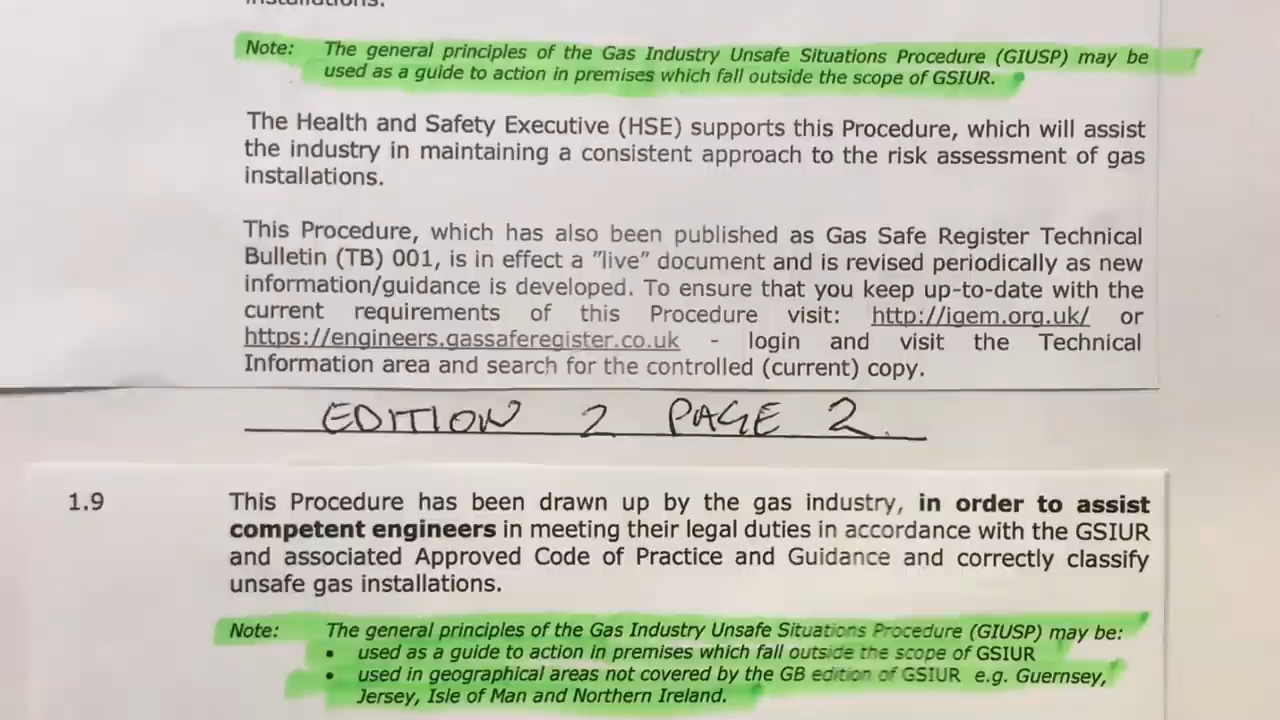 installations.
Note: The general principles of the Gas Industry Unsafe Situations Procedure (GIUSP) may be
used as a guide to action in premises which fall outside the scope of GSIUR.
The Health and Safety Executive (HSE) supports this Procedure, which will assist
the industry in maintaining a consistent approach to the risk assessment of gas
installations.
This Procedure, which has also been published as Gas Safe Register Technical
Bulletin (TB) 001, is in effect a "live" document and is revised periodically as new
information/guidance is developed. To ensure that you keep up-to-date with the
current requirements of this Procedure visit: http://igem.org.uk/ or
https://engineers.gassaferegister.co.uk - login and visit the Technical
Information area and search for the controlled (current) copy.
EDITION 2 PAGE 2.
1.9 This Procedure has been drawn up by the gas industry, in order to assist
competent engineers in meeting their legal duties in accordance with the GSIUR
and associated Approved Code of Practice and Guidance and correctly classify
unsafe gas installations.
Note: The general principles of the Gas Industry Unsafe Situations Procedure (GIUSP) may be:
• used as a guide to action in premises which fall outside the scope of GSIUR
• used in geographical areas not covered by the GB edition of GSIUR e.g. Guernsey,
Jersey, Isle of Man and Northern Ireland.